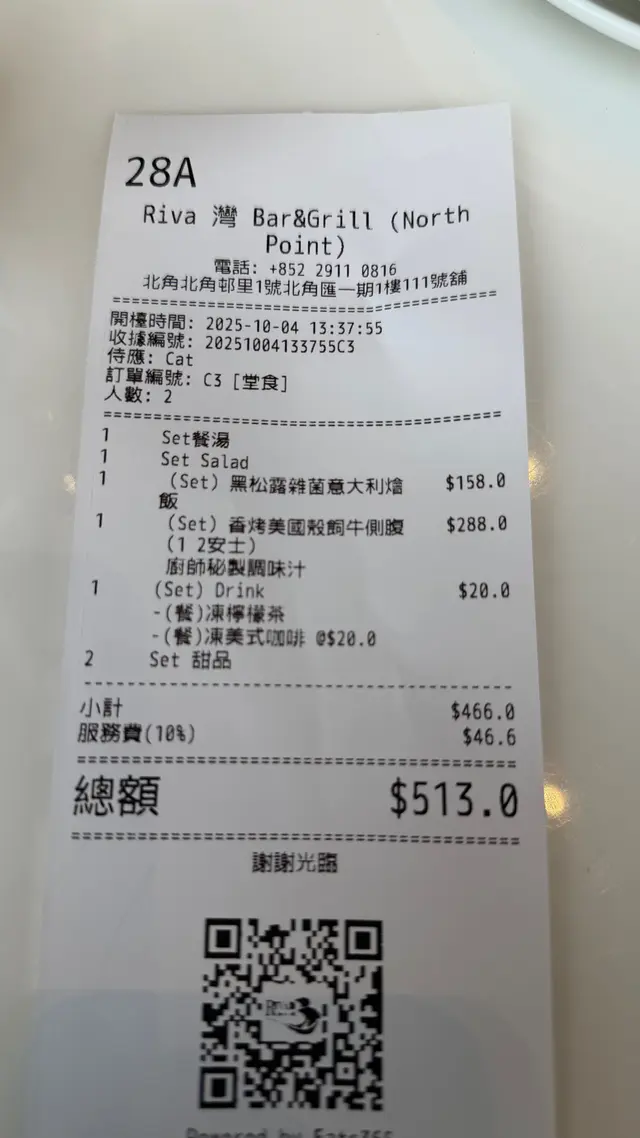 28A
Riva 灣 Bar&Grill (North
Point)
電話: +852 2911 0816
北角北角邨里1號北角匯一期1樓111號舖
開檯時間: 2025-10-04 13:37:55
收據編號: 20251004133755C3
侍應: Cat
訂單編號: C3 [堂食]
人數: 2
1 Set餐湯
1 Set Salad
1 (Set) 黑松露雜菌意大利燴 $158.0
飯
1 (Set) 香烤美國穀飼牛側腹 $288.0
(1 2安士)
廚師秘製調味汁
1 (Set) Drink $20.0
-(餐)凍檸檬茶
-(餐)凍美式咖啡 @$20.0
2 Set 甜品
小計 $466.0
服務費(10%) $46.6
總額 $513.0
謝謝光臨
Powered by Eats365